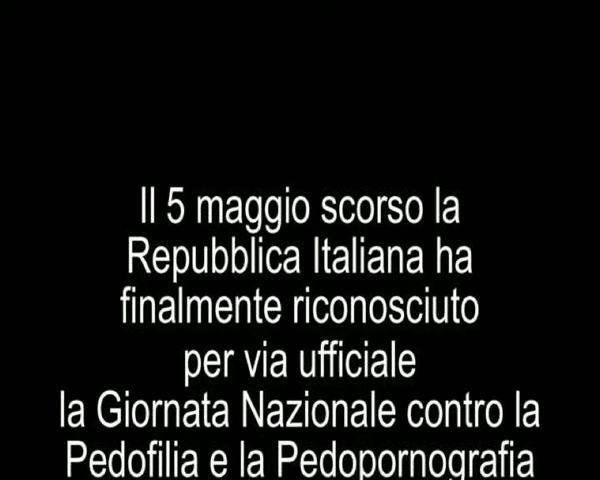 Il 5 maggio scorso la
Repubblica Italiana ha
finalmente riconosciuto
per via ufficiale
la Giornata Nazionale contro la
Pedofilia e la Pedopornografia